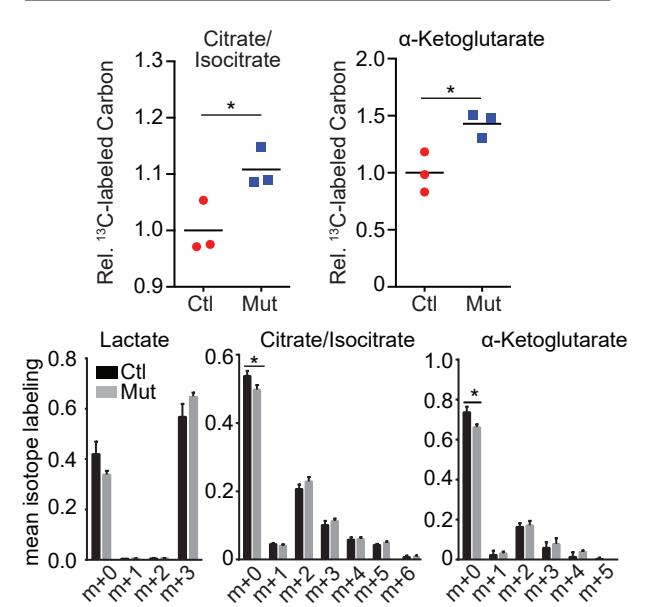 Citrate/
Isocitrate
Rel. ¹³C-labeled Carbon
1.3
1.2
1.1
1.0
0.9
*
Ctl
Mut
α-Ketoglutarate
Rel. ¹³C-labeled Carbon
2.0
1.5
1.0
0.5
0
*
Ctl
Mut
Lactate
mean isotope labeling
0.8
0.6
0.4
0.2
0.0
Ctl
Mut
m+0
m+1
m+2
m+3
Citrate/Isocitrate
0.6
0.4
0.2
0
*
m+0
m+1
m+2
m+3
m+4
m+5
m+6
α-Ketoglutarate
1.0
0.8
0.6
0.4
0.2
0
*
m+0
m+1
m+2
m+3
m+4
m+5